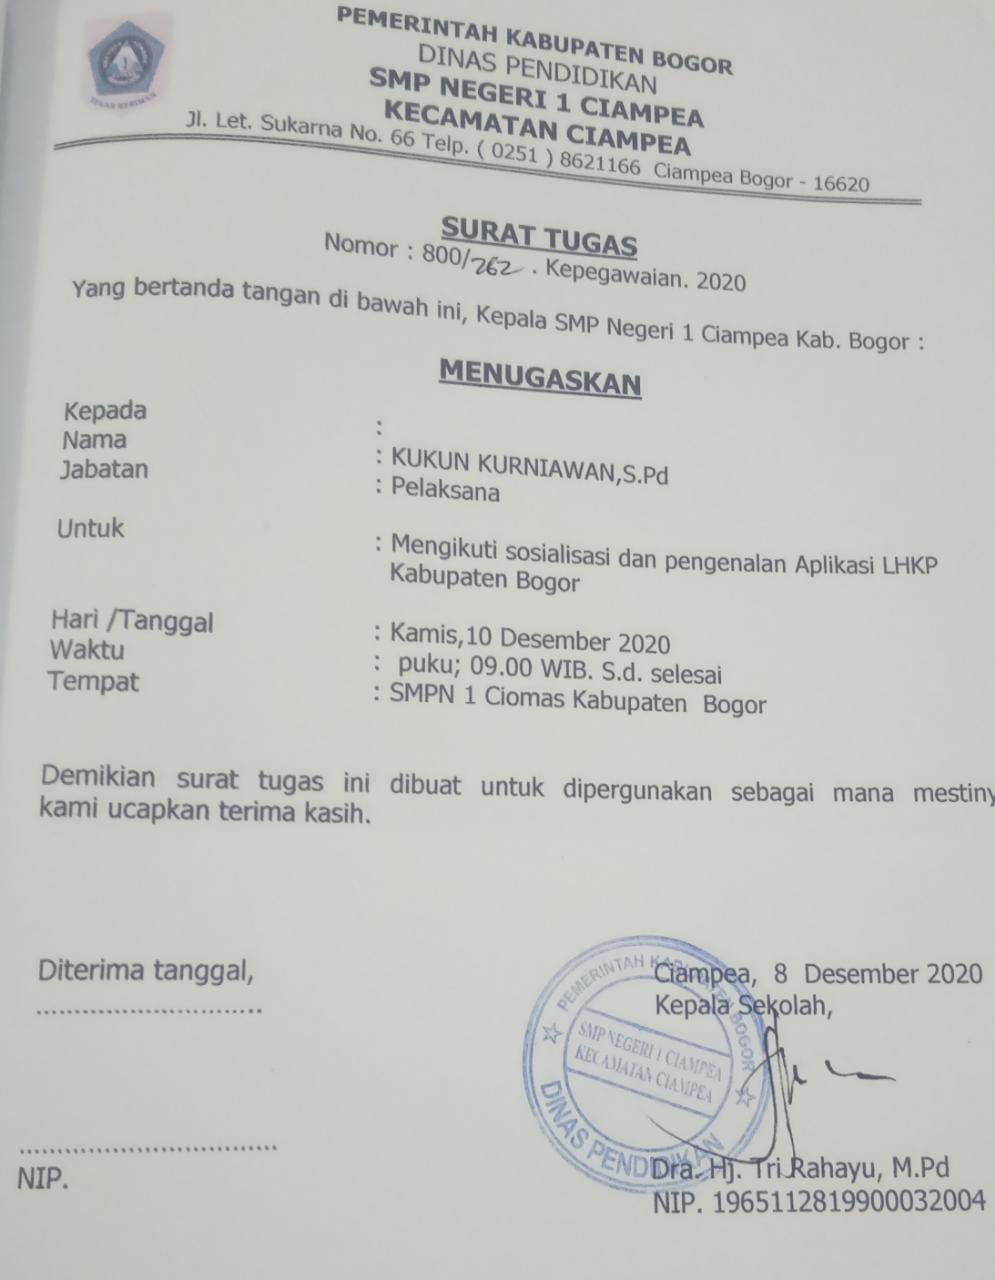 PEMERINTAH KABUPATEN BOGOR
DINAS PENDIDIKAN
SMP NEGERI 1 CIAMPEA
KECAMATAN CIAMPEA
Jl. Let. Sukarna No. 66 Telp. ( 0251 ) 8621166 Ciampea Bogor - 16620
TEGAR BERIMAN
SURAT TUGAS
Nomor : 800/262 . Kepegawaian. 2020
Yang bertanda tangan di bawah ini, Kepala SMP Negeri 1 Ciampea Kab. Bogor :
MENUGASKAN
Kepada :
Nama : KUKUN KURNIAWAN,S.Pd
Jabatan : Pelaksana
Untuk : Mengikuti sosialisasi dan pengenalan Aplikasi LHKP
Kabupaten Bogor
Hari /Tanggal : Kamis,10 Desember 2020
Waktu : puku; 09.00 WIB. S.d. selesai
Tempat : SMPN 1 Ciomas Kabupaten Bogor
Demikian surat tugas ini dibuat untuk dipergunakan sebagai mana mestiny
kami ucapkan terima kasih.
Diterima tanggal,
..............................
..............................
NIP.
Ciampea, 8 Desember 2020
Kepala Sekolah,
PEMERINTAH KABUPATEN BOGOR
SMP NEGERI 1 CIAMPEA
KECAMATAN CIAMPEA
DINAS PENDIDIKAN
Dra. Hj. Tri Rahayu, M.Pd
NIP. 1965112819900032004